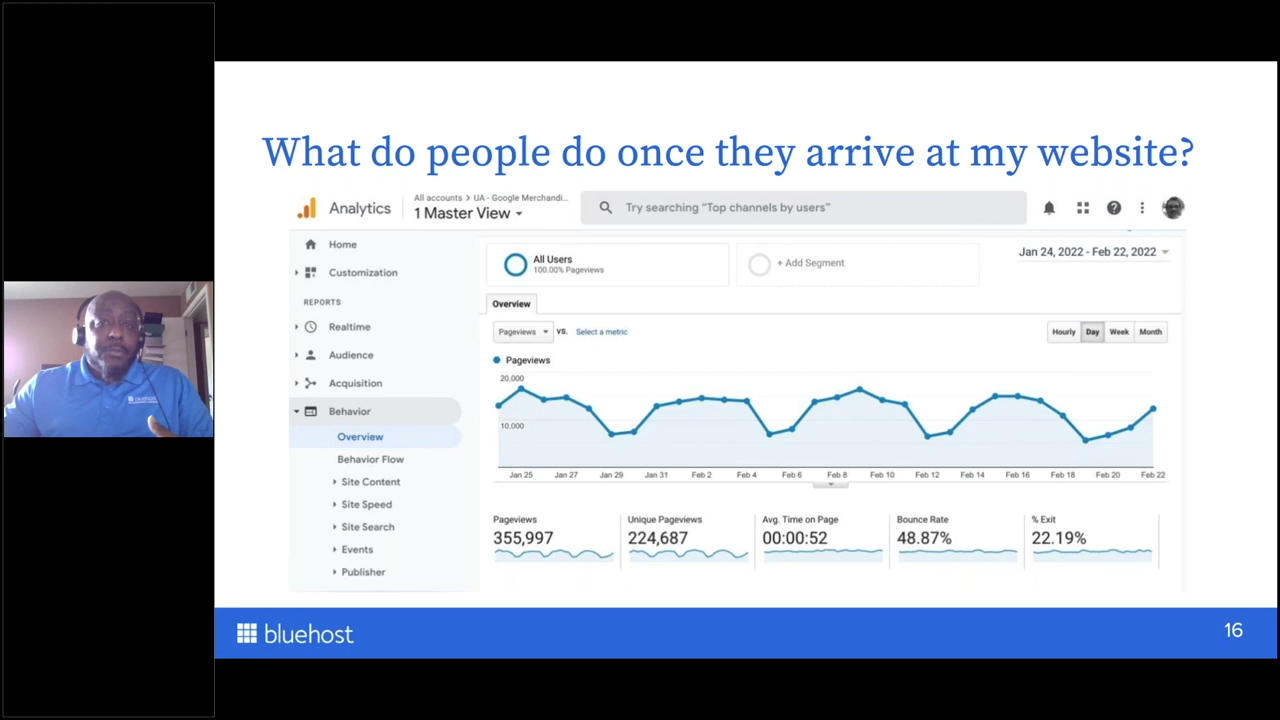 What do people do once they arrive at my website?
Analytics
All accounts > UA - Google Merchandi...
1 Master View
Try searching “Top channels by users”
Home
Customization
REPORTS
Realtime
Audience
Acquisition
Behavior
Overview
Behavior Flow
Site Content
Site Speed
Site Search
Events
Publisher
All Users
100.00% Pageviews
+ Add Segment
Jan 24, 2022 - Feb 22, 2022
Overview
Pageviews VS. Select a metric
Hourly Day Week Month
Pageviews
20,000
10,000
Jan 25 Jan 27 Jan 29 Jan 31 Feb 2 Feb 4 Feb 6 Feb 8 Feb 10 Feb 12 Feb 14 Feb 16 Feb 18 Feb 20 Feb 22
Pageviews Unique Pageviews Avg. Time on Page Bounce Rate % Exit
355,997 224,687 00:00:52 48.87% 22.19%
bluehost
bluehost
16